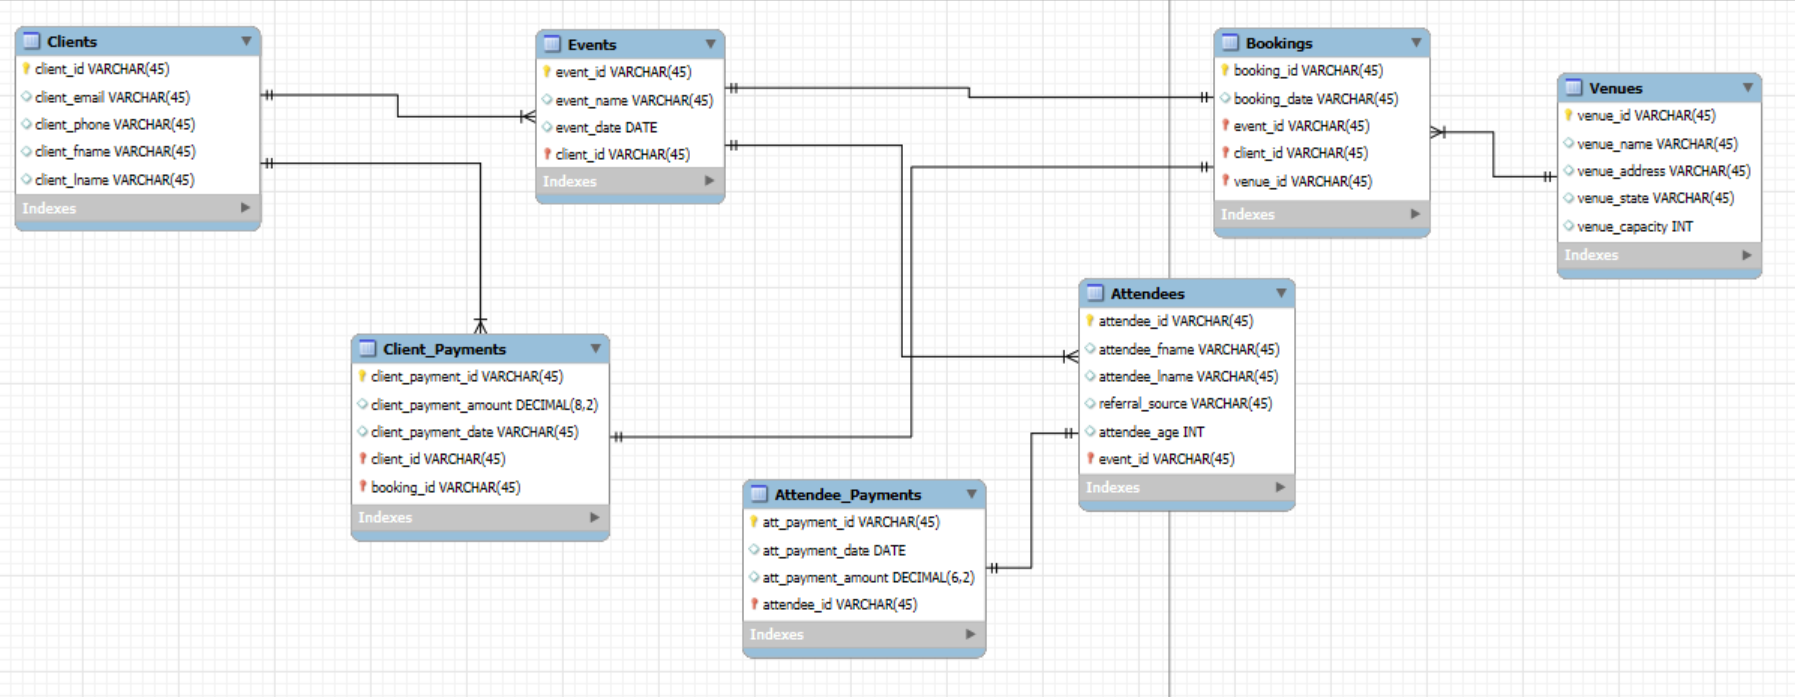 Clients
client_id VARCHAR(45)
client_email VARCHAR(45)
client_phone VARCHAR(45)
client_fname VARCHAR(45)
client_lname VARCHAR(45)
Indexes
Events
event_id VARCHAR(45)
event_name VARCHAR(45)
event_date DATE
client_id VARCHAR(45)
Indexes
Bookings
booking_id VARCHAR(45)
booking_date VARCHAR(45)
event_id VARCHAR(45)
client_id VARCHAR(45)
venue_id VARCHAR(45)
Indexes
Venues
venue_id VARCHAR(45)
venue_name VARCHAR(45)
venue_address VARCHAR(45)
venue_state VARCHAR(45)
venue_capacity INT
Indexes
Client_Payments
client_payment_id VARCHAR(45)
client_payment_amount DECIMAL(8,2)
client_payment_date VARCHAR(45)
client_id VARCHAR(45)
booking_id VARCHAR(45)
Indexes
Attendees
attendee_id VARCHAR(45)
attendee_fname VARCHAR(45)
attendee_lname VARCHAR(45)
referral_source VARCHAR(45)
attendee_age INT
event_id VARCHAR(45)
Indexes
Attendee_Payments
att_payment_id VARCHAR(45)
att_payment_date DATE
att_payment_amount DECIMAL(6,2)
attendee_id VARCHAR(45)
Indexes